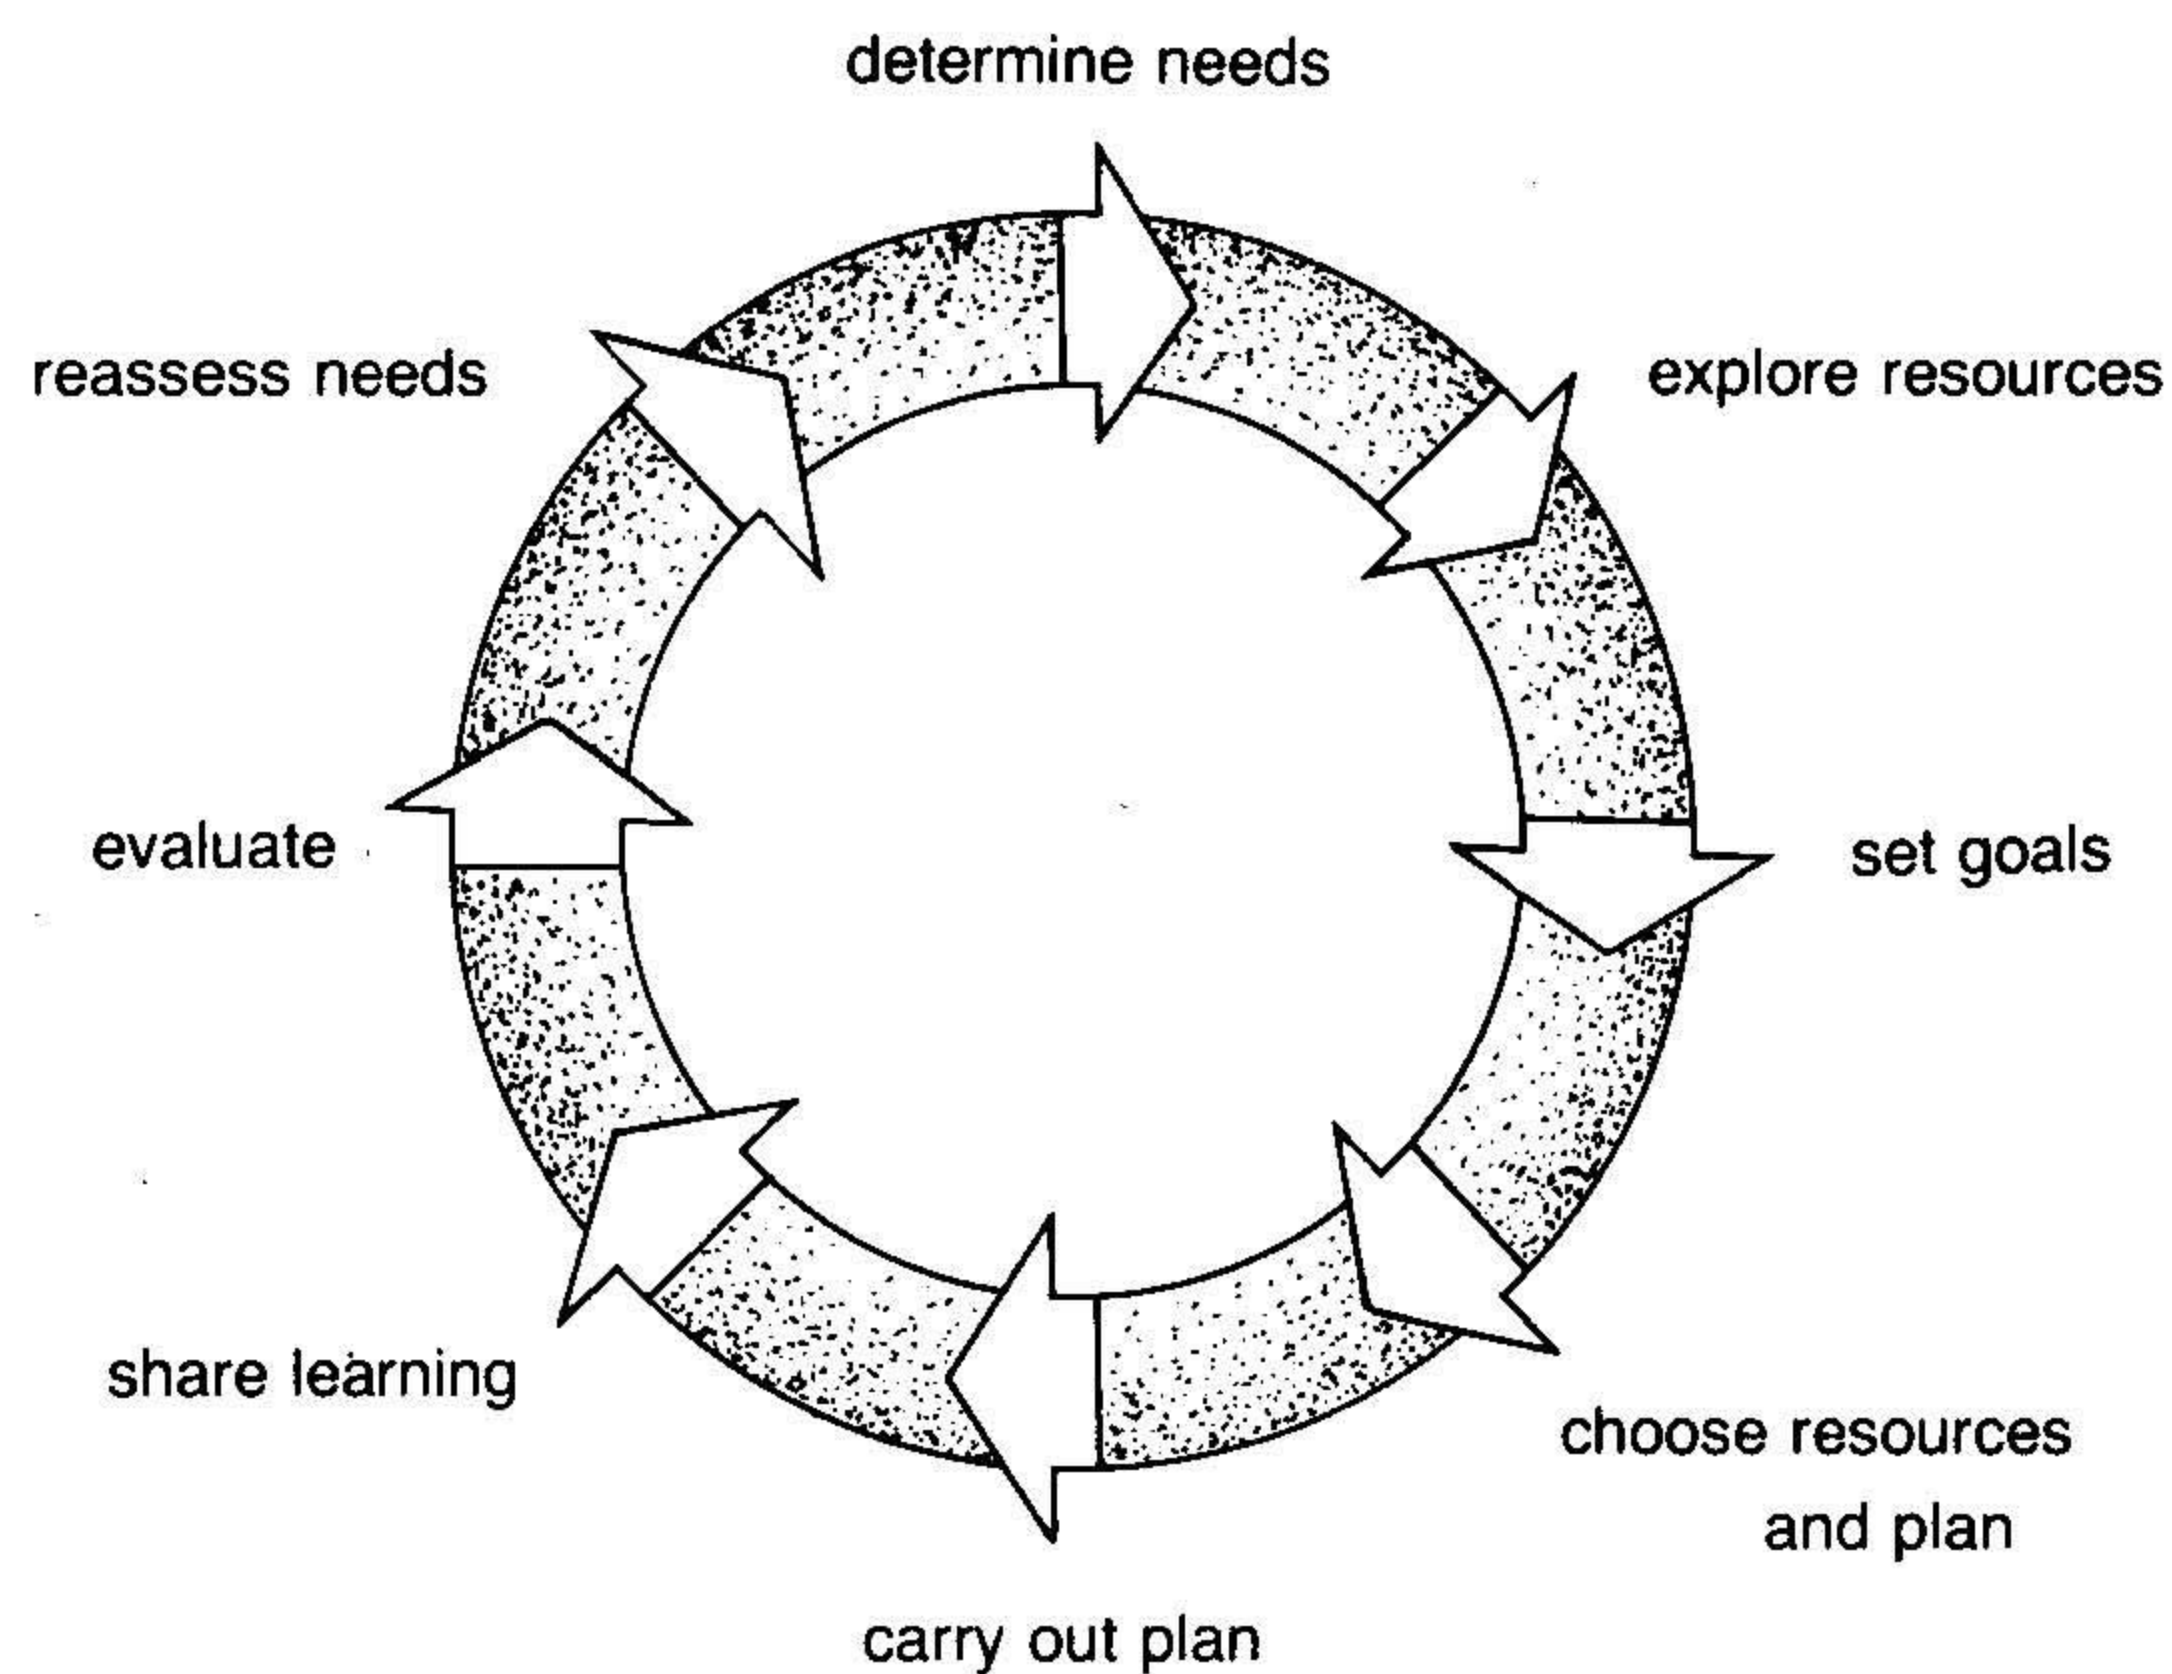 determine needs
explore resources
set goals
choose resources
and plan
carry out plan
share learning
evaluate
reassess needs